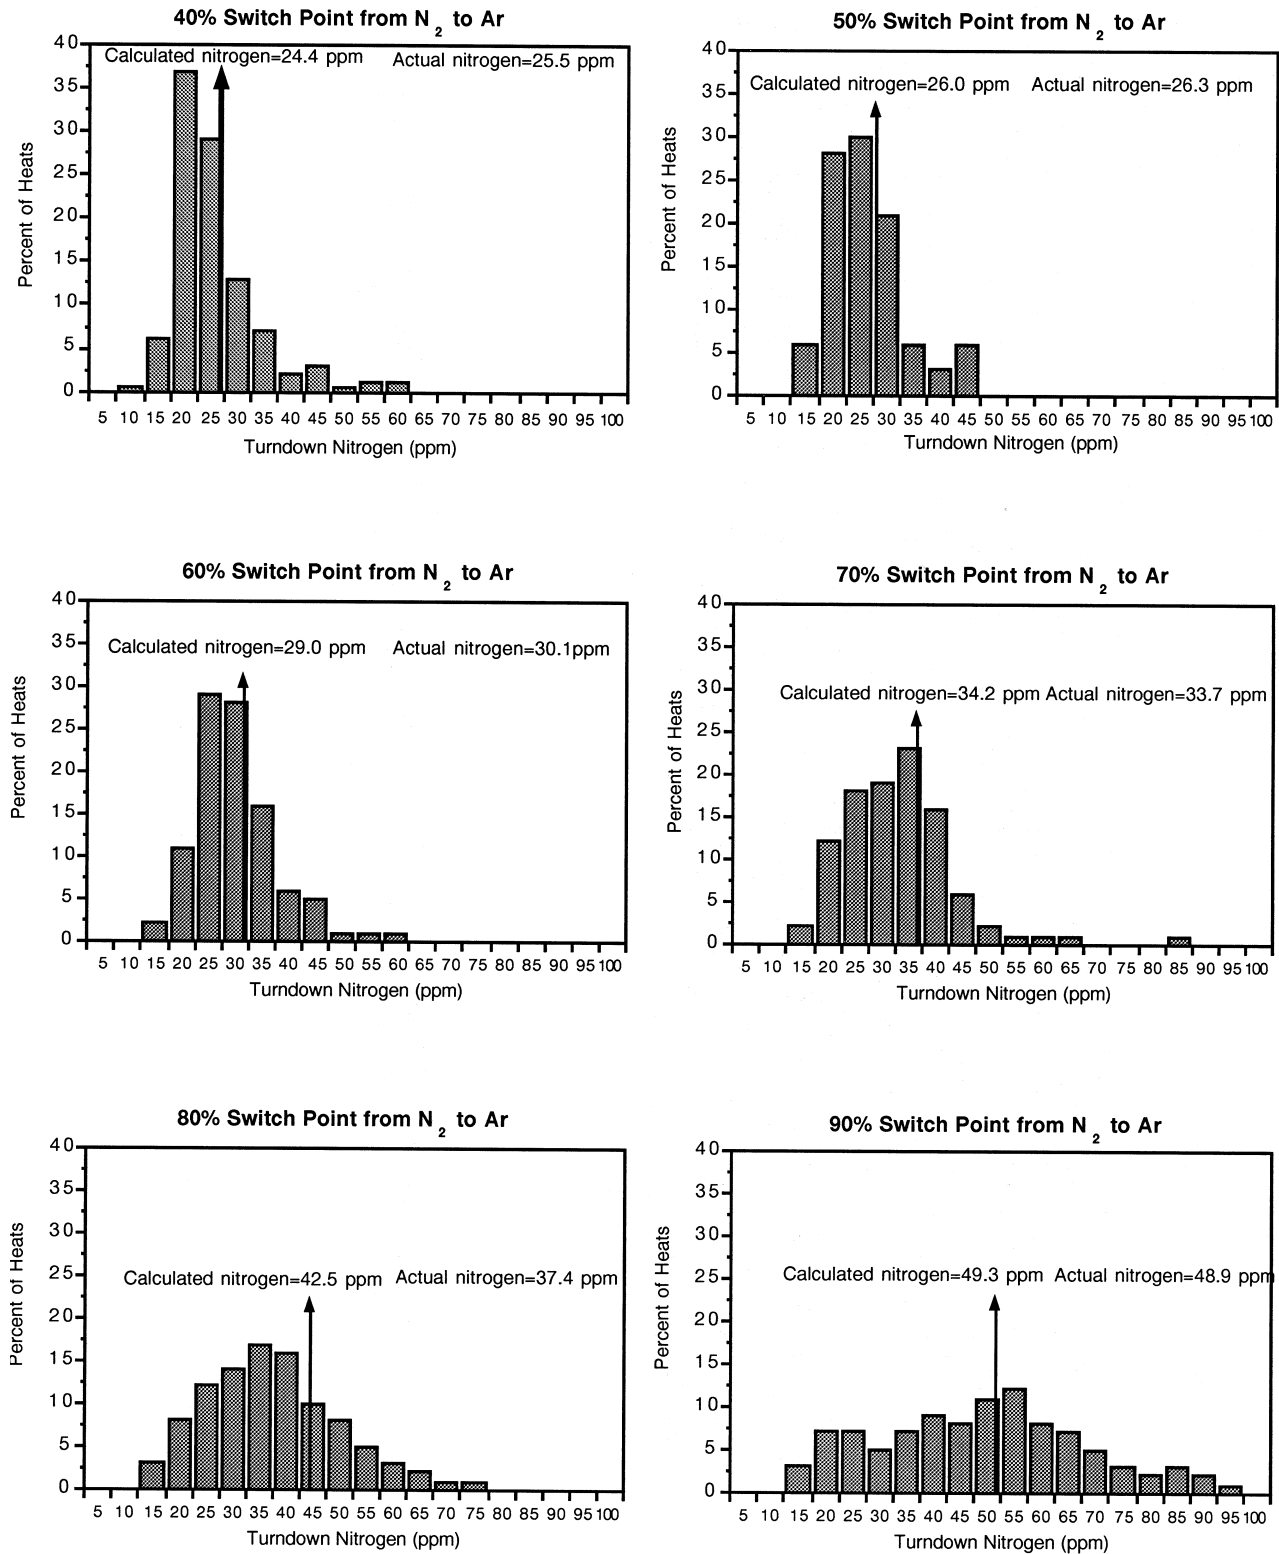 40% Switch Point from N2 to Ar
40
Calculated nitrogen=24.4 ppm Actual nitrogen=25.5 ppm
35
30
25
20
15
10
5
0
Percent of Heats
5 10 15 20 25 30 35 40 45 50 55 60 65 70 75 80 85 90 95 100
Turndown Nitrogen (ppm)
50% Switch Point from N2 to Ar
40
Calculated nitrogen=26.0 ppm Actual nitrogen=26.3 ppm
35
30
25
20
15
10
5
0
Percent of Heats
5 10 15 20 25 30 35 40 45 50 55 60 65 70 75 80 85 90 95 100
Turndown Nitrogen (ppm)
60% Switch Point from N2 to Ar
40
35
Calculated nitrogen=29.0 ppm Actual nitrogen=30.1ppm
30
25
20
15
10
5
0
Percent of Heats
5 10 15 20 25 30 35 40 45 50 55 60 65 70 75 80 85 90 95 100
Turndown Nitrogen (ppm)
70% Switch Point from N2 to Ar
40
35
30
Calculated nitrogen=34.2 ppm Actual nitrogen=33.7 ppm
25
20
15
10
5
0
Percent of Heats
5 10 15 20 25 30 35 40 45 50 55 60 65 70 75 80 85 90 95 100
Turndown Nitrogen (ppm)
80% Switch Point from N2 to Ar
40
35
30
25
Calculated nitrogen=42.5 ppm Actual nitrogen=37.4 ppm
20
15
10
5
0
Percent of Heats
5 10 15 20 25 30 35 40 45 50 55 60 65 70 75 80 85 90 95 100
Turndown Nitrogen (ppm)
90% Switch Point from N2 to Ar
40
35
30
25
Calculated nitrogen=49.3 ppm Actual nitrogen=48.9 ppm
20
15
10
5
0
Percent of Heats
5 10 15 20 25 30 35 40 45 50 55 60 65 70 75 80 85 90 95 100
Turndown Nitrogen (ppm)